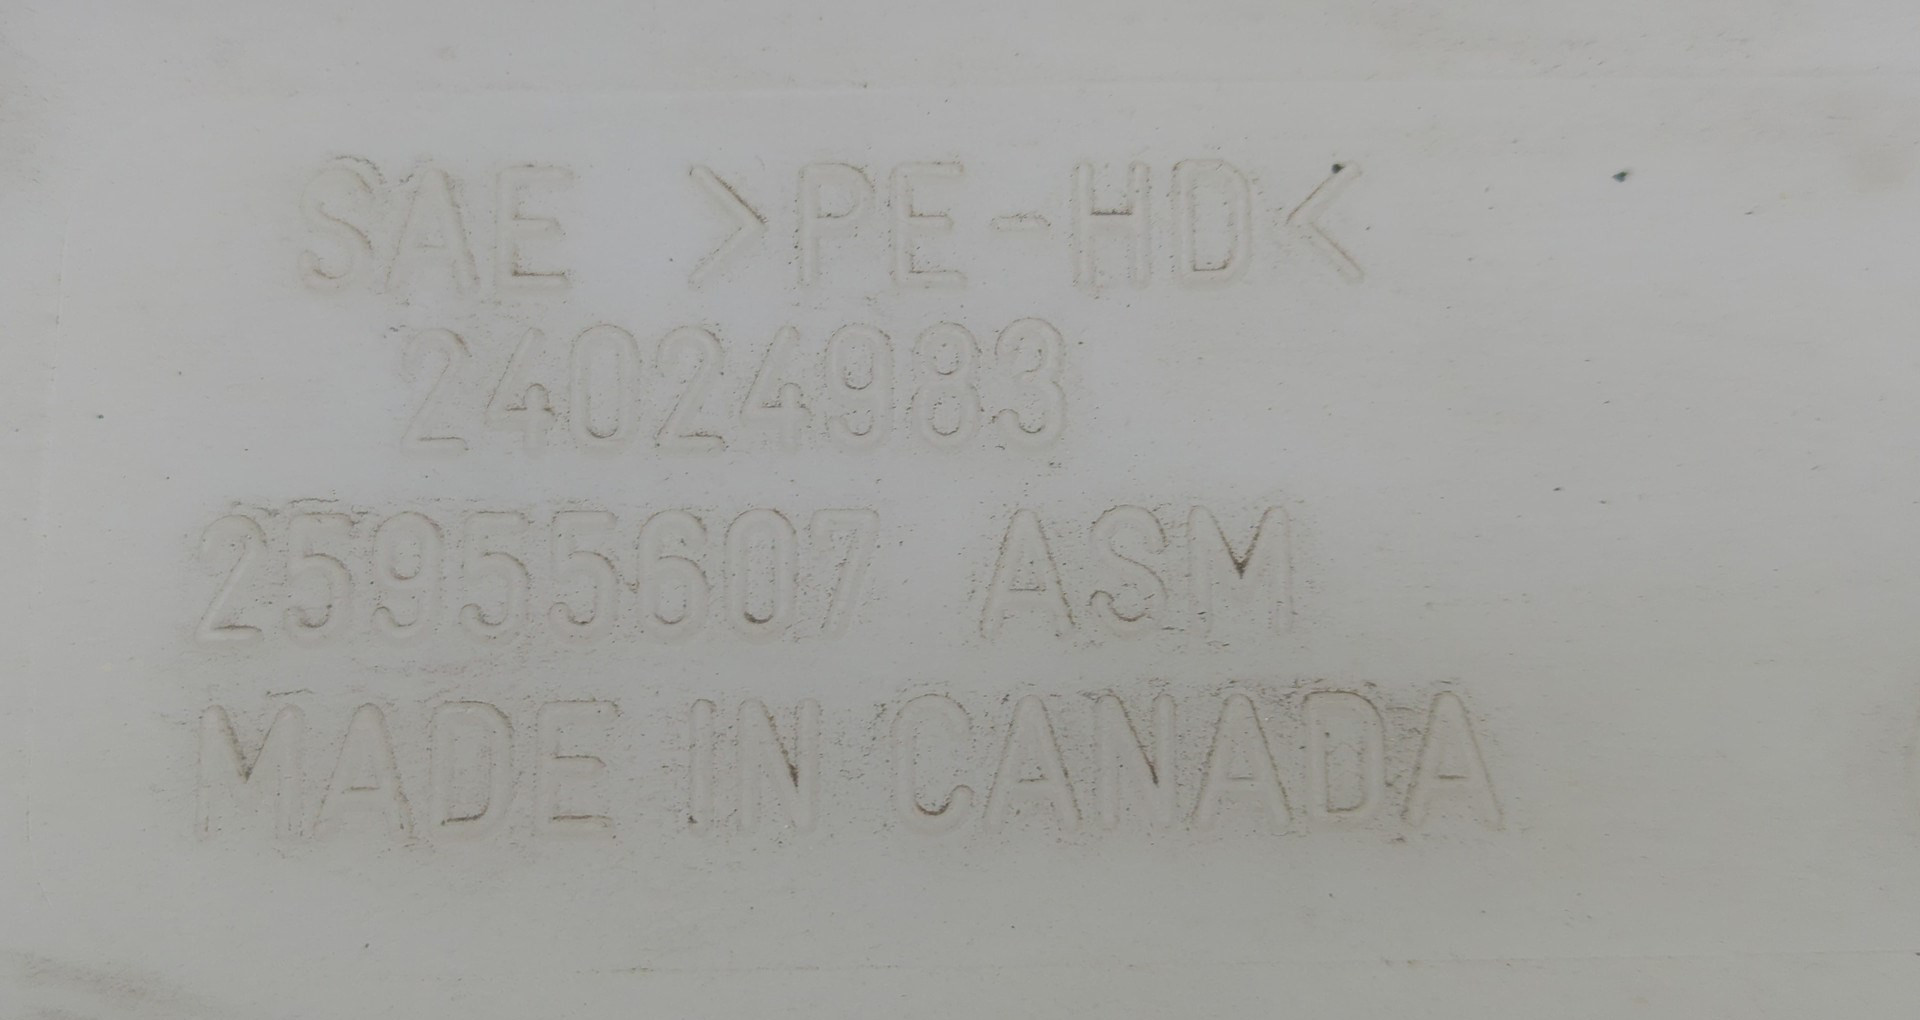 SAE >PE-HD<
24024983
25955607 ASM
MADE IN CANADA